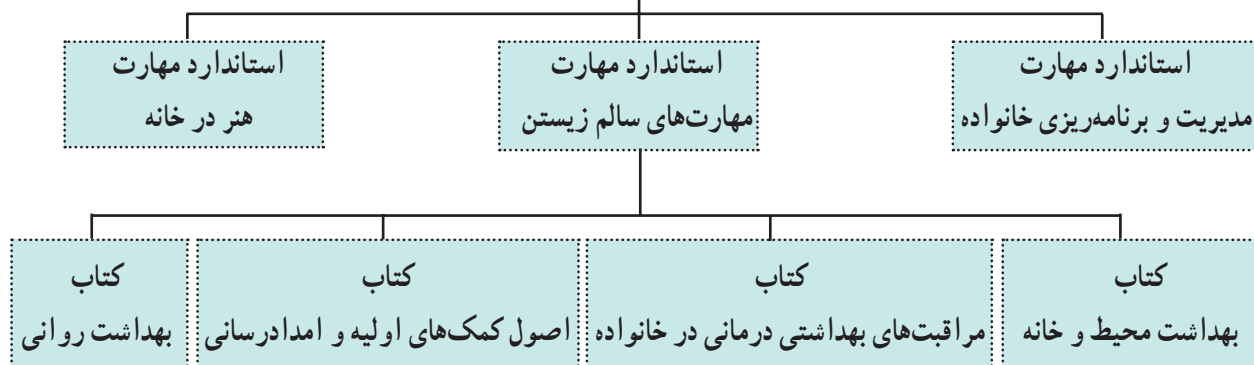 استاندارد مهارت
مدیریت و برنامه‌ریزی خانواده
استاندارد مهارت
مهارت‌های سالم زیستن
استاندارد مهارت
هنر در خانه
کتاب
بهداشت محیط و خانه
کتاب
مراقبت‌های بهداشتی درمانی در خانواده
کتاب
اصول کمک‌های اولیه و امدادرسانی
کتاب
بهداشت روانی